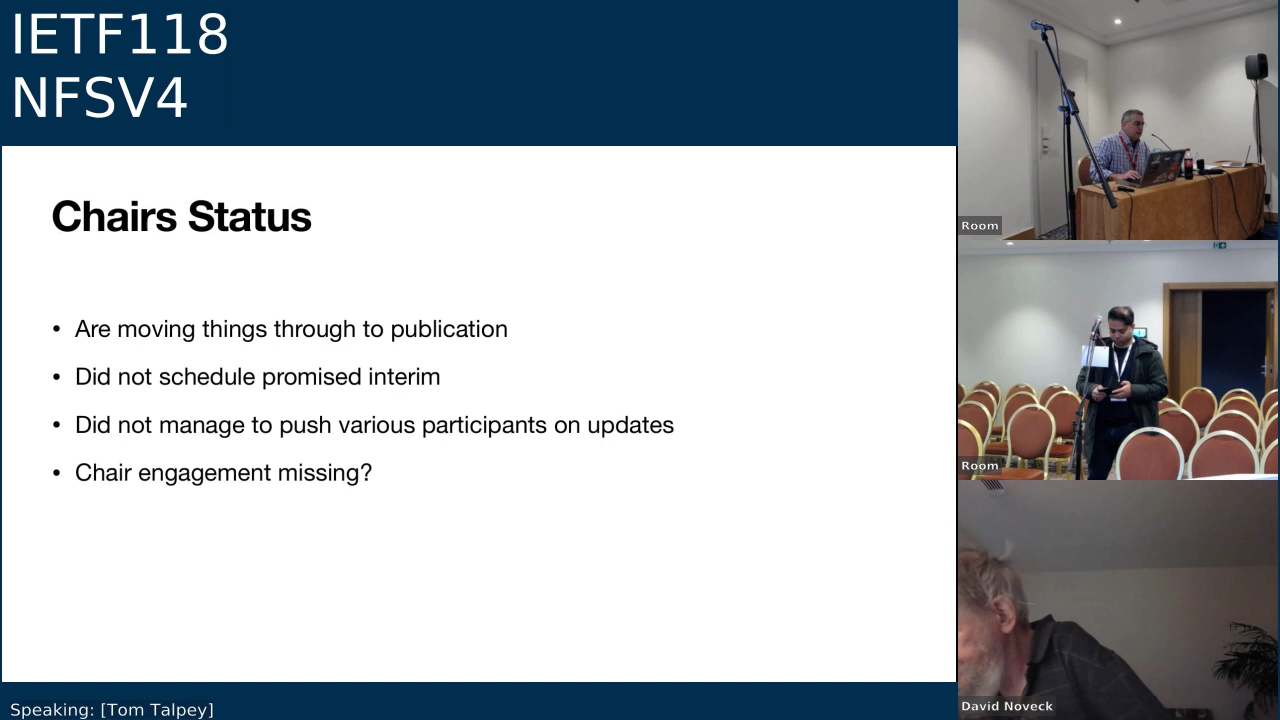 IETF118
NFSV4
Chairs Status
• Are moving things through to publication
• Did not schedule promised interim
• Did not manage to push various participants on updates
• Chair engagement missing?
Speaking: [Tom Talpey]
Room
Room
David Noveck